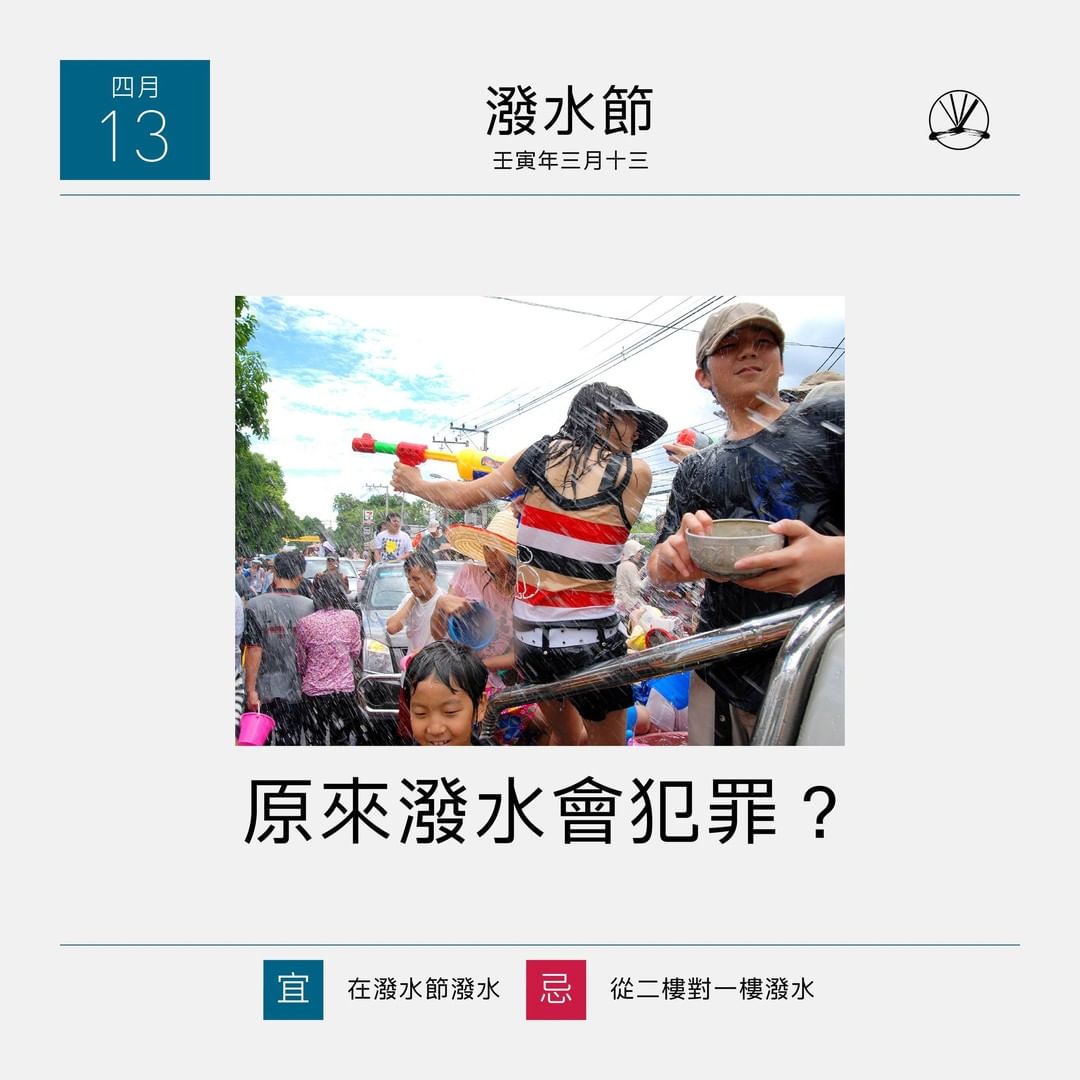 四月
13
潑水節
壬寅年三月十三
原來潑水會犯罪？
宜
在潑水節潑水
忌
從二樓對一樓潑水